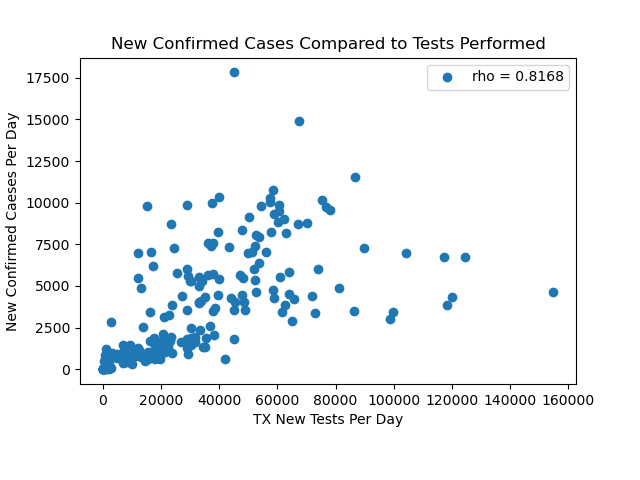 New Confirmed Cases Compared to Tests Performed
rho = 0.8168
New Confirmed Caeses Per Day
17500
15000
12500
10000
7500
5000
2500
0
0 20000 40000 60000 80000 100000 120000 140000 160000
TX New Tests Per Day